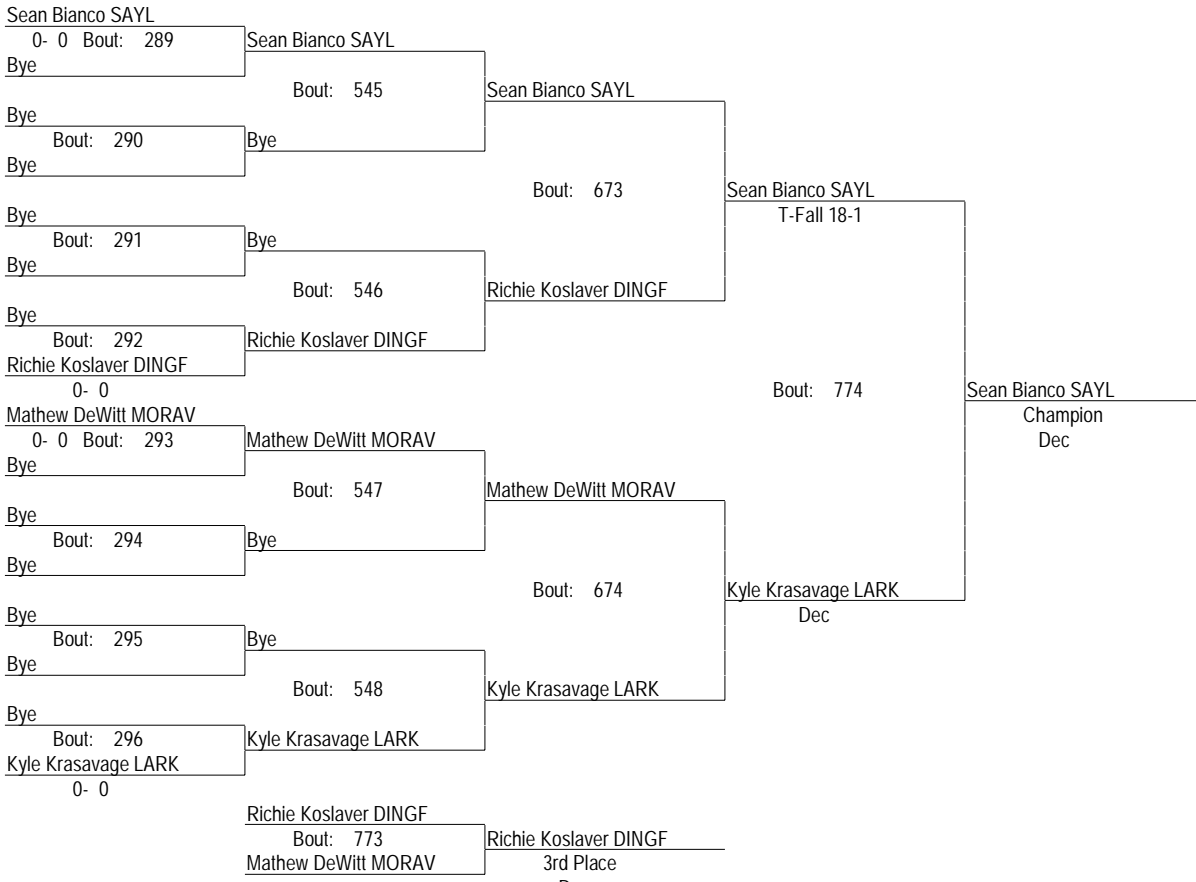 Sean Bianco SAYL
0- 0 Bout: 289
Sean Bianco SAYL
Bye
Bout: 545
Sean Bianco SAYL
Bye
Bout: 290
Bye
Bye
Bout: 673
Sean Bianco SAYL
Bye
T-Fall 18-1
Bout: 291
Bye
Bye
Bout: 546
Richie Koslaver DINGF
Bye
Bout: 292
Richie Koslaver DINGF
Richie Koslaver DINGF
0- 0
Bout: 774
Sean Bianco SAYL
Mathew DeWitt MORAV
Champion
0- 0 Bout: 293
Mathew DeWitt MORAV
Dec
Bye
Bout: 547
Mathew DeWitt MORAV
Bye
Bout: 294
Bye
Bye
Bout: 674
Kyle Krasavage LARK
Bye
Dec
Bout: 295
Bye
Bye
Bout: 548
Kyle Krasavage LARK
Bye
Bout: 296
Kyle Krasavage LARK
Kyle Krasavage LARK
0- 0
Richie Koslaver DINGF
Bout: 773
Richie Koslaver DINGF
Mathew DeWitt MORAV
3rd Place